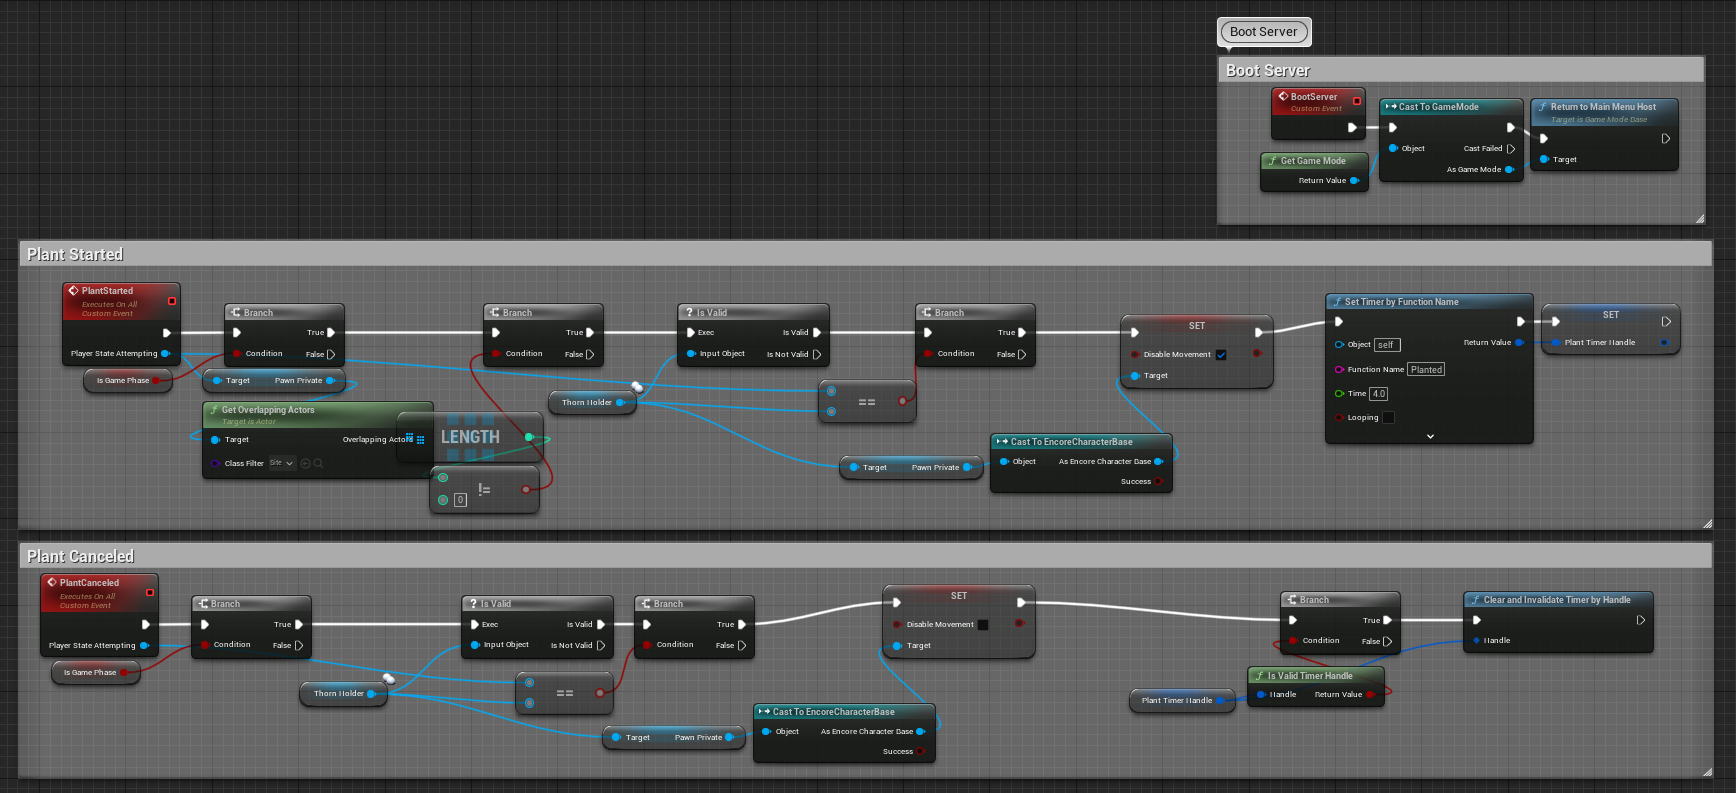 Boot Server
Boot Server
BootServer
Custom Event
Get Game Mode
Return Value
Cast To GameMode
Object
Cast Failed
As Game Mode
Return to Main Menu Host
Target is Game Mode Base
Target
Plant Started
PlantStarted
Executes On All
Custom Event
Player State Attempting
Is Game Phase
Branch
True
Condition
False
Target
Pawn Private
Get Overlapping Actors
Target is Actor
Target
Overlapping Actors
Class Filter
Site
LENGTH
!=
0
Branch
True
Condition
False
Is Valid
Exec
Is Valid
Input Object
Is Not Valid
Thorn Holder
==
Branch
True
Condition
False
Target
Pawn Private
Cast To EncoreCharacterBase
Object
As Encore Character Base
Success
SET
Disable Movement
Target
Set Timer by Function Name
Object
self
Return Value
Function Name
Planted
Time
4.0
Looping
SET
Plant Timer Handle
Plant Canceled
PlantCanceled
Executes On All
Custom Event
Player State Attempting
Is Game Phase
Branch
True
Condition
False
Is Valid
Exec
Is Valid
Input Object
Is Not Valid
Thorn Holder
==
Branch
True
Condition
False
Target
Pawn Private
Cast To EncoreCharacterBase
Object
As Encore Character Base
Success
SET
Disable Movement
Target
Plant Timer Handle
Is Valid Timer Handle
Handle
Return Value
Branch
True
Condition
False
Clear and Invalidate Timer by Handle
Handle